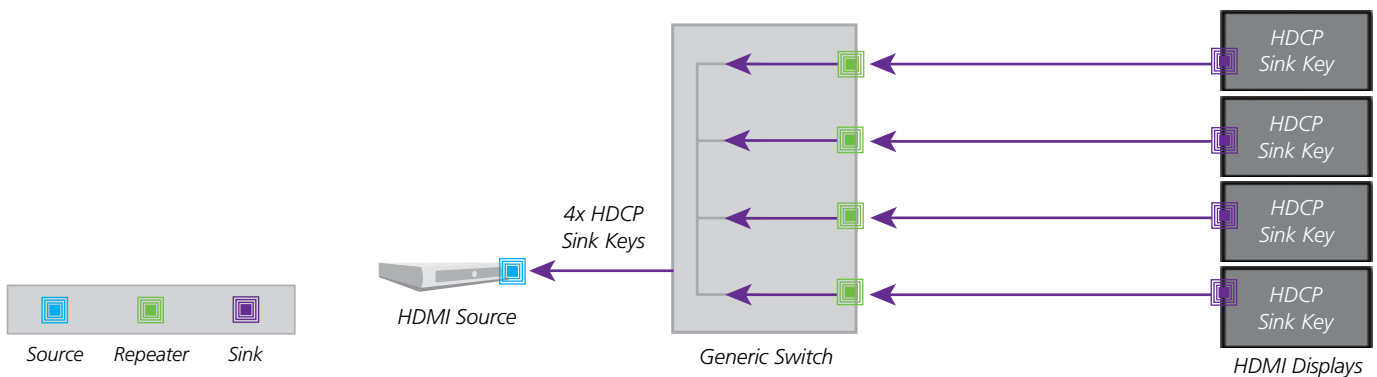 HDCP
Sink Key
HDCP
Sink Key
HDCP
Sink Key
HDCP
Sink Key
4x HDCP
Sink Keys
HDMI Source
Source Repeater Sink
Generic Switch
HDMI Displays